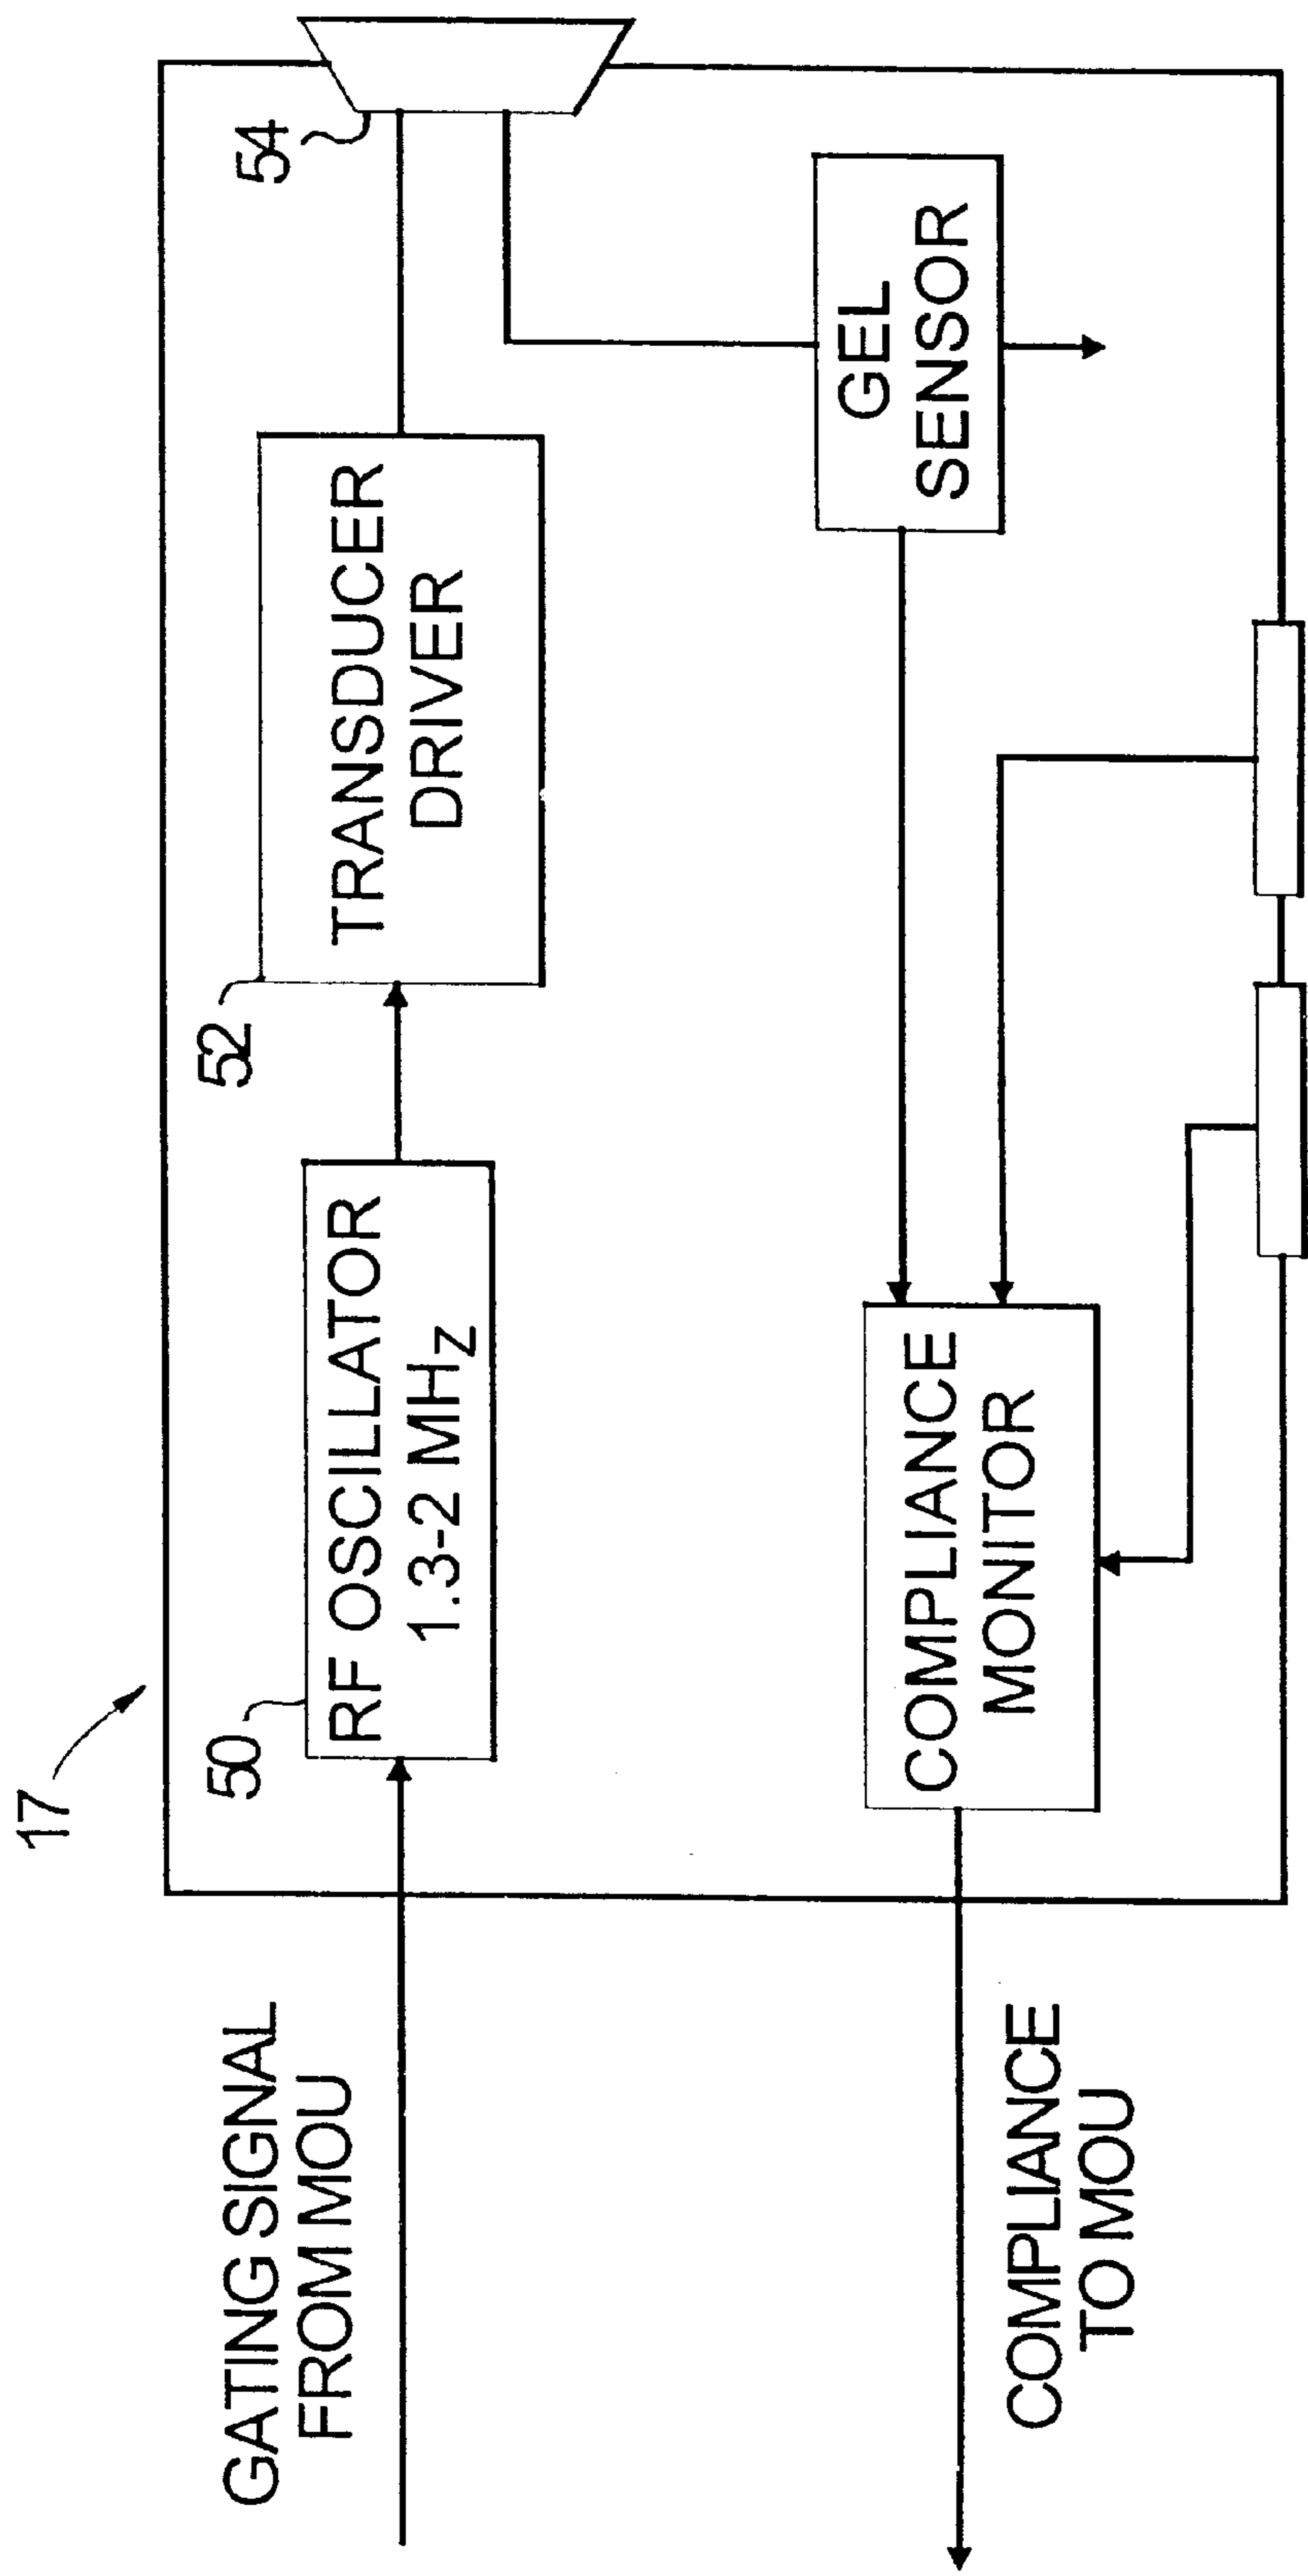 17
GATING SIGNAL
FROM MOU
50
RF OSCILLATOR
1.3-2 MHZ
52
TRANSDUCER
DRIVER
54
COMPLIANCE
TO MOU
COMPLIANCE
MONITOR
GEL
SENSOR